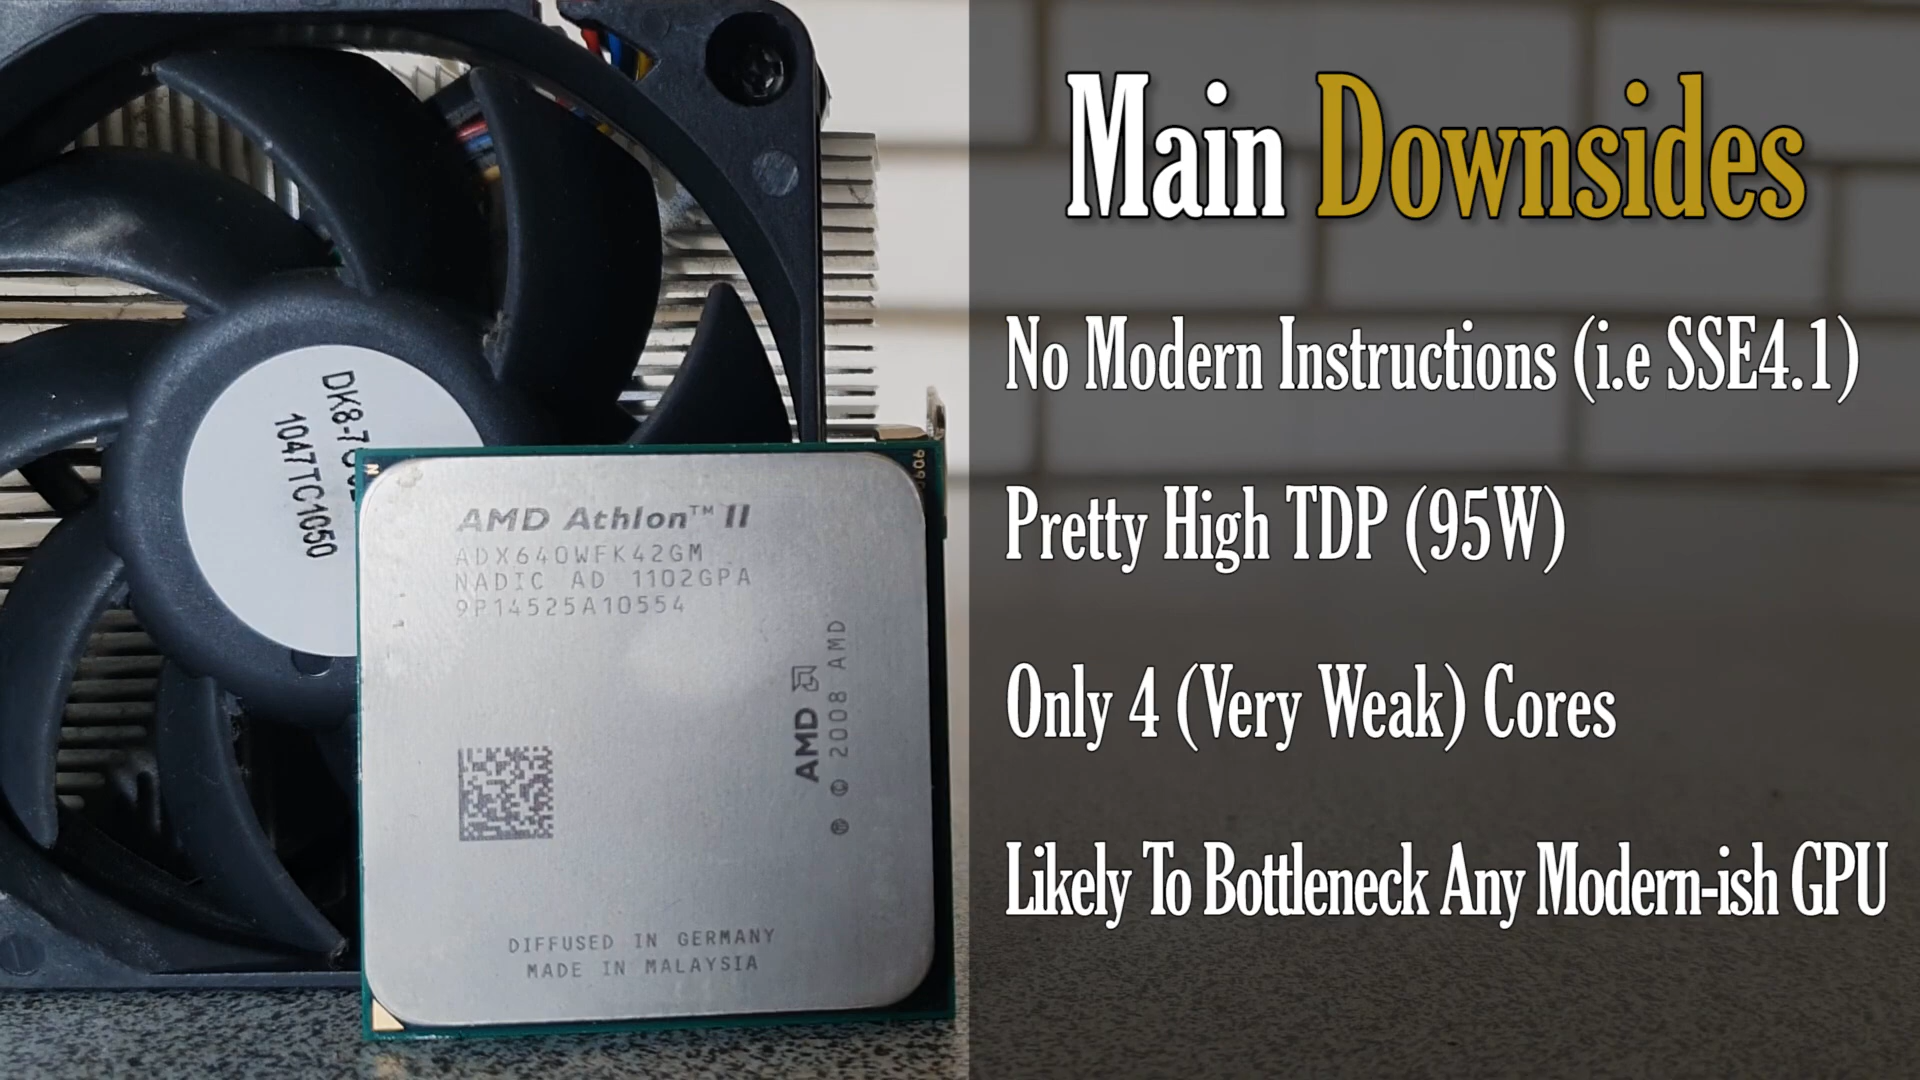 Main Downsides
No Modern Instructions (i.e SSE4.1)
Pretty High TDP (95W)
Only 4 (Very Weak) Cores
Likely To Bottleneck Any Modern-ish GPU
1047TC1050
AMD Athlon™ II
ADX640WFK42GM
NADIC AD 1102GPA
9P14525A10554
AMD
© 2008 AMD
DIFFUSED IN GERMANY
MADE IN MALAYSIA